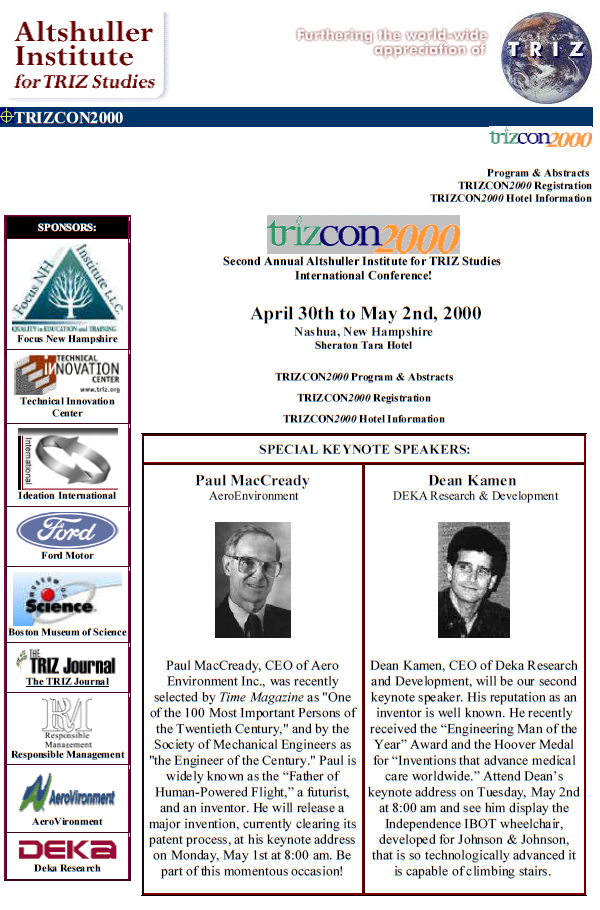 Altshuller
Institute
for TRIZ Studies
Furthering the world-wide
appreciation of
TRIZ
TRIZCON2000
trizcon2000
Program & Abstracts
TRIZCON2000 Registration
TRIZCON2000 Hotel Information
SPONSORS:
Focus NH Institute L.L.C.
QUALITY in EDUCATION and TRAINING
Focus New Hampshire
TECHNICAL
INNOVATION
CENTER
www.triz.org
Technical Innovation
Center
International
Ideation International
Ford
Ford Motor
MUSEUM OF
Science
Boston Museum of Science
THE
TRIZ Journal
The TRIZ Journal
RM
Responsible
Management
Responsible Management
AeroVironment
AeroVironment
DEKA
Deka Research
trizcon2000
Second Annual Altshuller Institute for TRIZ Studies
International Conference!
April 30th to May 2nd, 2000
Nashua, New Hampshire
Sheraton Tara Hotel
TRIZCON2000 Program & Abstracts
TRIZCON2000 Registration
TRIZCON2000 Hotel Information
SPECIAL KEYNOTE SPEAKERS:
Paul MacCready
AeroEnvironment
Paul MacCready, CEO of Aero
Environment Inc., was recently
selected by Time Magazine as "One
of the 100 Most Important Persons of
the Twentieth Century," and by the
Society of Mechanical Engineers as
"the Engineer of the Century." Paul is
widely known as the “Father of
Human-Powered Flight,” a futurist,
and an inventor. He will release a
major invention, currently clearing its
patent process, at his keynote address
on Monday, May 1st at 8:00 am. Be
part of this momentous occasion!
Dean Kamen
DEKA Research & Development
Dean Kamen, CEO of Deka Research
and Development, will be our second
keynote speaker. His reputation as an
inventor is well known. He recently
received the “Engineering Man of the
Year” Award and the Hoover Medal
for “Inventions that advance medical
care worldwide.” Attend Dean’s
keynote address on Tuesday, May 2nd
at 8:00 am and see him display the
Independence IBOT wheelchair,
developed for Johnson & Johnson,
that is so technologically advanced it
is capable of climbing stairs.